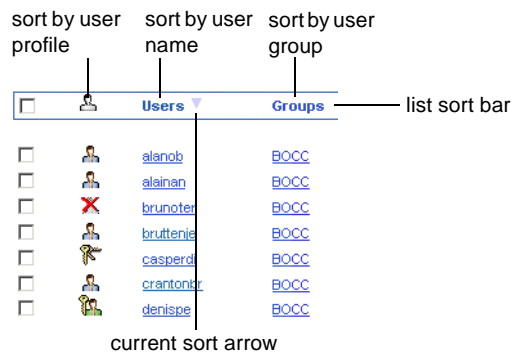 sort by user profile
sort by user name
sort by user group
Users Groups
list sort bar
alanob BOCC
alainan BOCC
brunoter BOCC
bruttenje BOCC
casperdi BOCC
crantonbr BOCC
denispe BOCC
current sort arrow